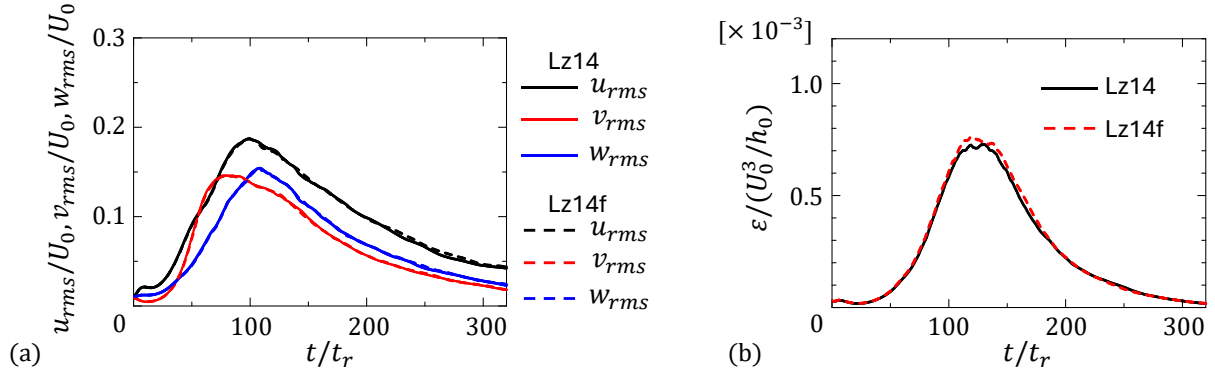 u_rms/U_0, v_rms/U_0, w_rms/U_0
0.3
0.2
0.1
0
0
100
200
300
t/t_r
(a)
Lz14
u_rms
v_rms
w_rms
Lz14f
u_rms
v_rms
w_rms
[× 10⁻³]
ε/(U_0^3/h_0)
1.0
0.5
0
0
100
200
300
t/t_r
(b)
Lz14
Lz14f